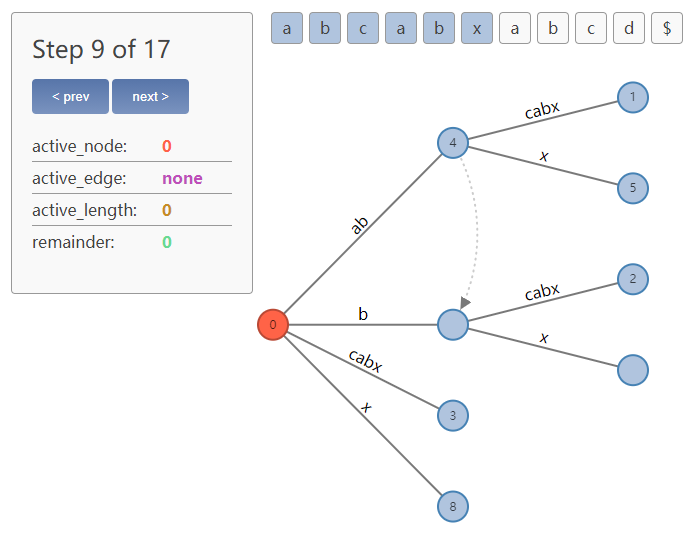 Step 9 of 17
< prev
next >
active_node: 0
active_edge: none
active_length: 0
remainder: 0
a b c a b x a b c d $
cabx
1
4
x
5
ab
cabx
2
b
0
x
cabx
3
x
8